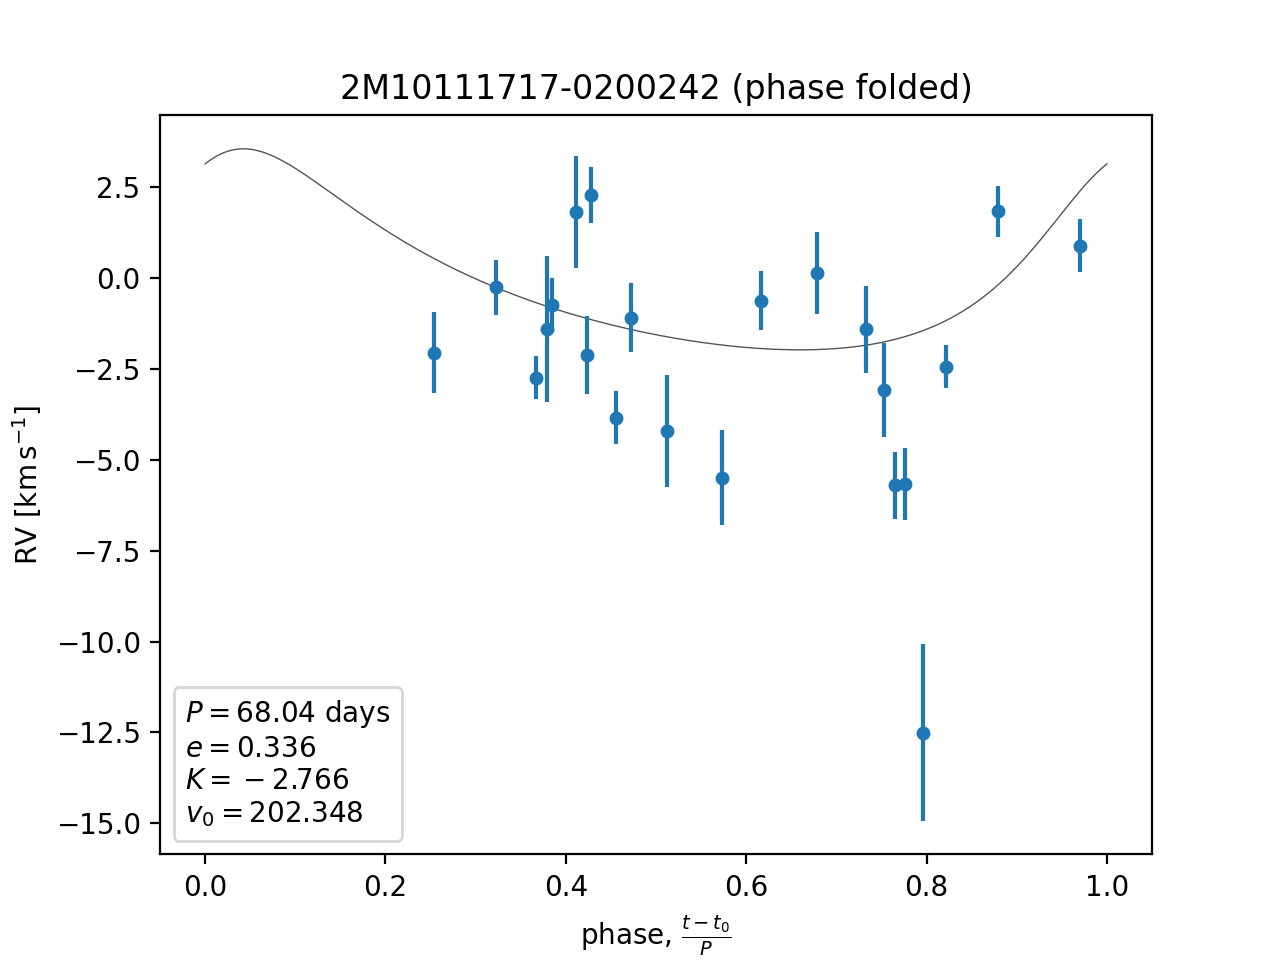 2M10111717-0200242 (phase folded)
RV [km s⁻¹]
2.5
0.0
−2.5
−5.0
−7.5
−10.0
−12.5
−15.0
P = 68.04 days
e = 0.336
K = −2.766
v₀ = 202.348
0.0 0.2 0.4 0.6 0.8 1.0
phase, (t − t₀)/P